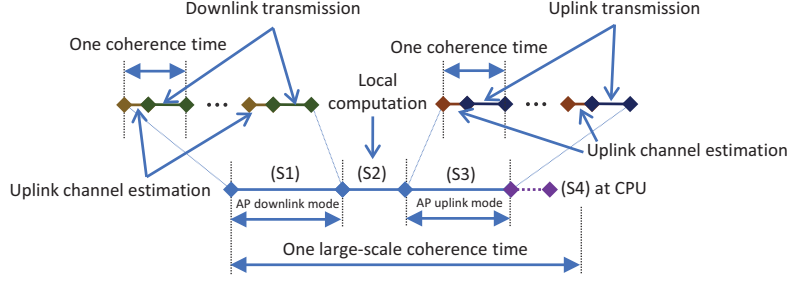 Downlink transmission
Uplink transmission
One coherence time
One coherence time
Local
computation
...
...
...
Uplink channel estimation
Uplink channel estimation
(S1)
(S2)
(S3)
(S4) at CPU
AP downlink mode
AP uplink mode
One large-scale coherence time